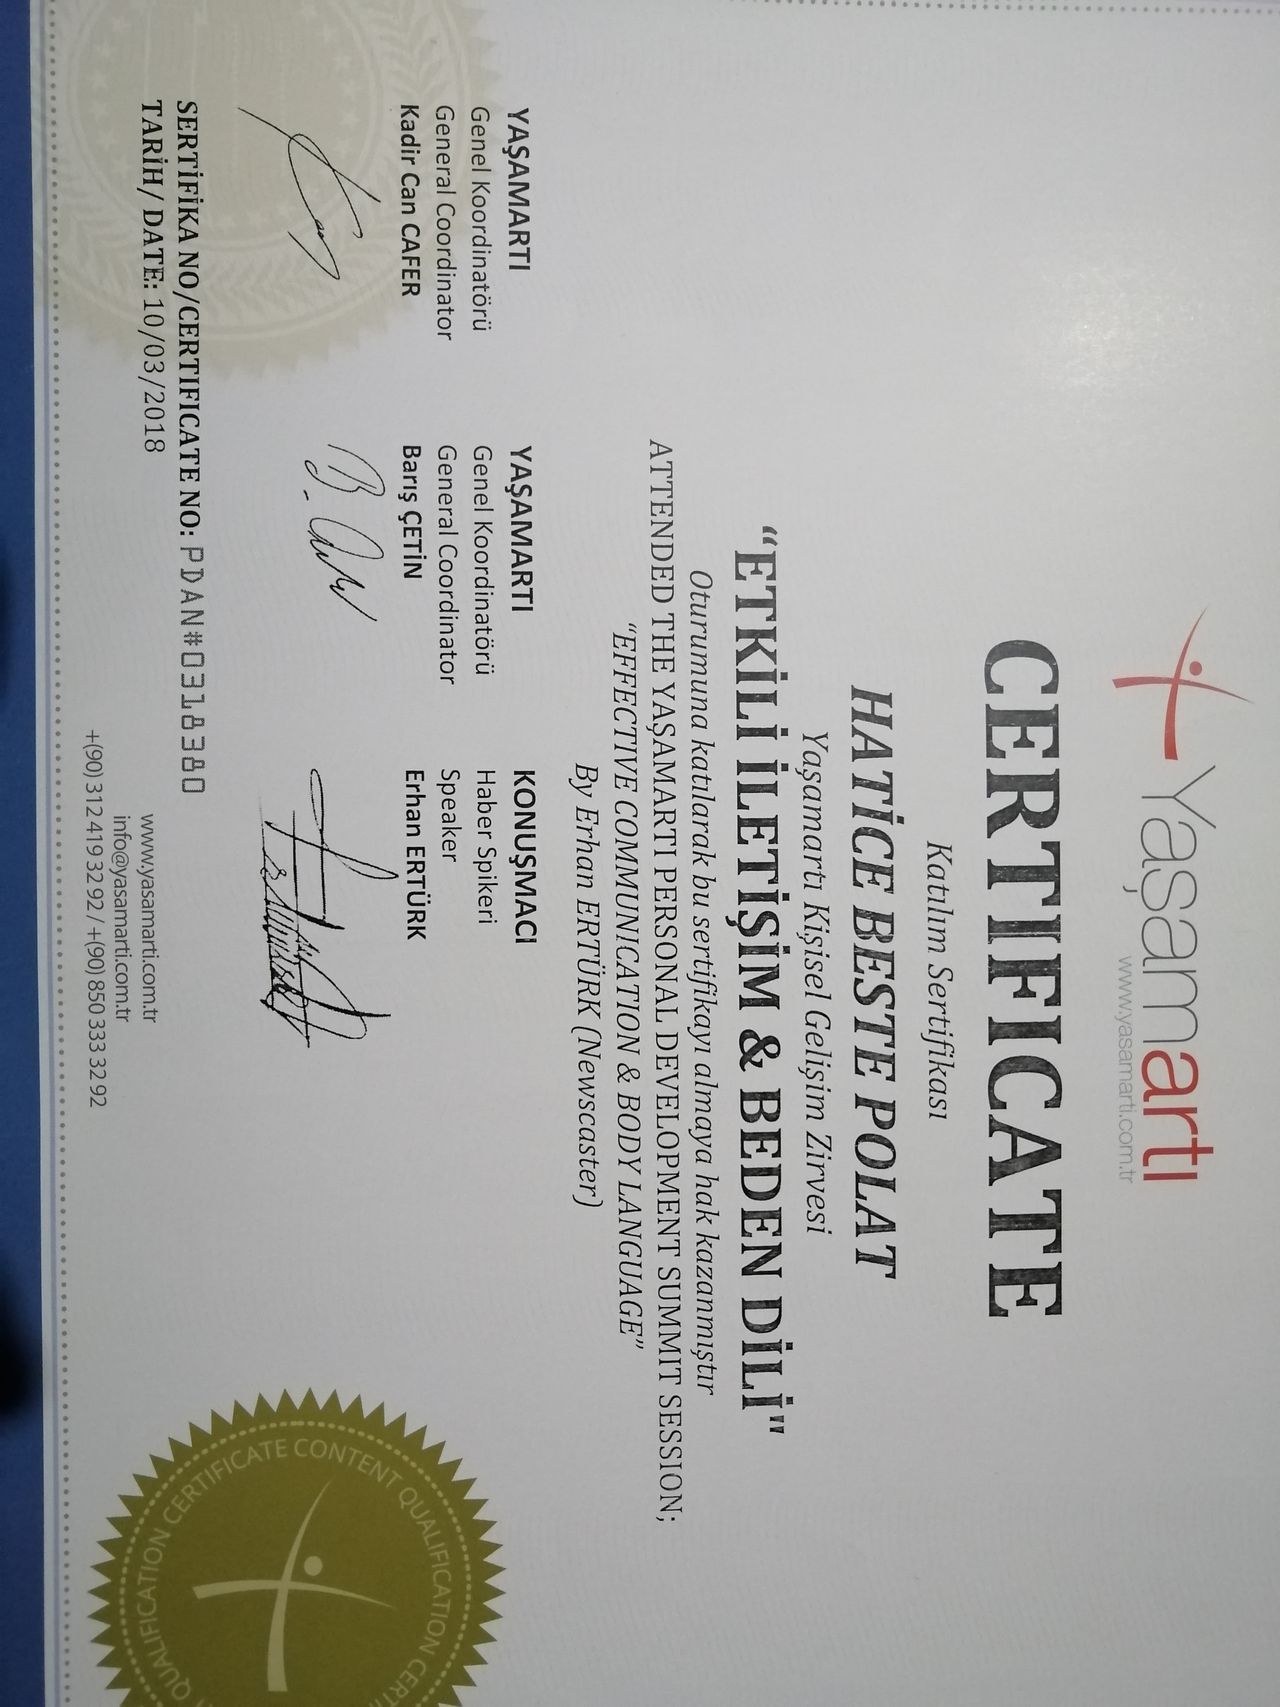 Yaşamartı
www.yasamarti.com.tr
CERTIFICATE
Katılım Sertifikası
HATİCE BESTE POLAT
Yaşamartı Kişisel Gelişim Zirvesi
“ETKİLİ İLETİŞİM & BEDEN DİLİ"
Oturumuna katılarak bu sertifikayı almaya hak kazanmıştır
ATTENDED THE YAŞAMARTI PERSONAL DEVELOPMENT SUMMIT SESSION;
“EFFECTIVE COMMUNICATION & BODY LANGUAGE”
By Erhan ERTÜRK (Newscaster)
YAŞAMARTI
Genel Koordinatörü
General Coordinator
Kadir Can CAFER
YAŞAMARTI
Genel Koordinatörü
General Coordinator
Barış ÇETİN
KONUŞMACI
Haber Spikeri
Speaker
Erhan ERTÜRK
SERTİFİKA NO/CERTIFICATE NO: PDAN#0318380
TARİH/ DATE: 10/03/2018
www.yasamarti.com.tr
info@yasamarti.com.tr
+(90) 312 419 32 92 / +(90) 850 333 32 92
CERTIFICATE CONTENT QUALIFICATION
QUALIFICATION